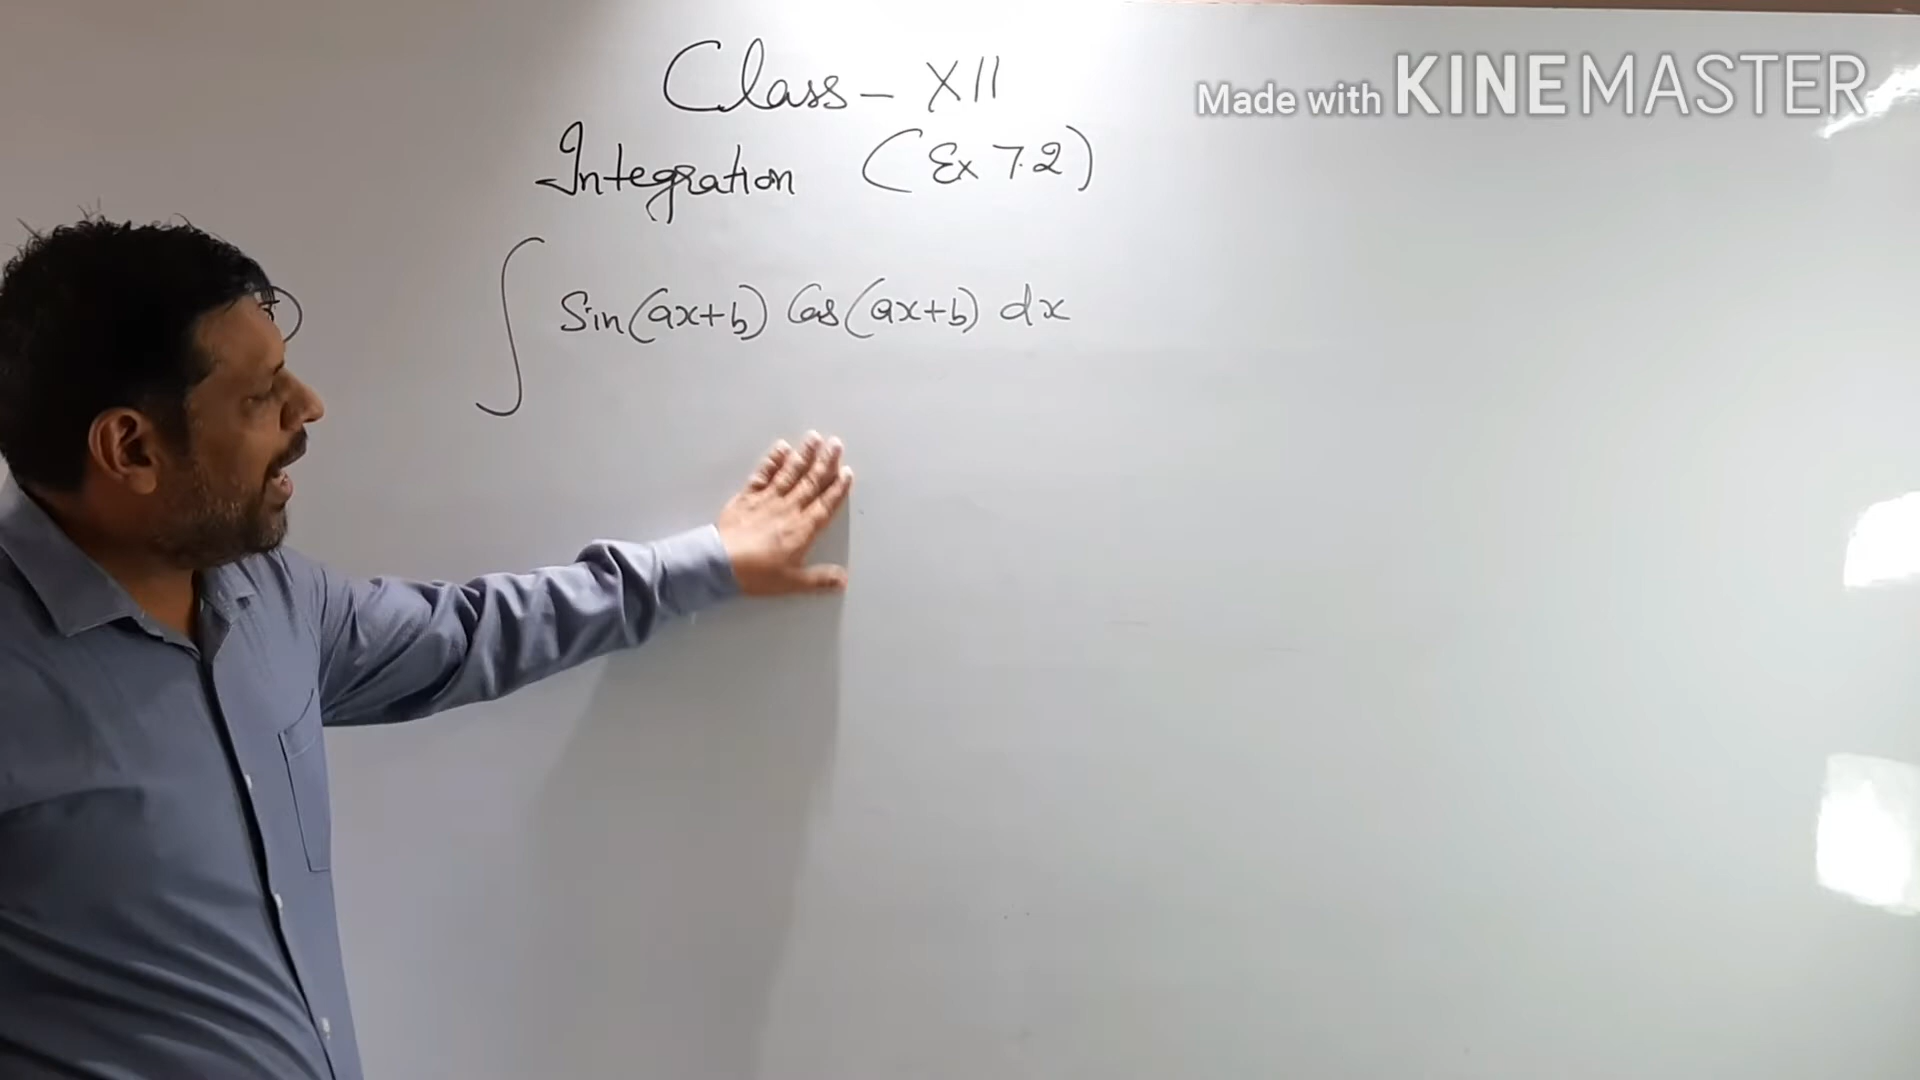 Class - XII
Made with KINEMASTER
Integration (Ex 7.2)
∫ Sin(ax+b) Cos(ax+b) dx